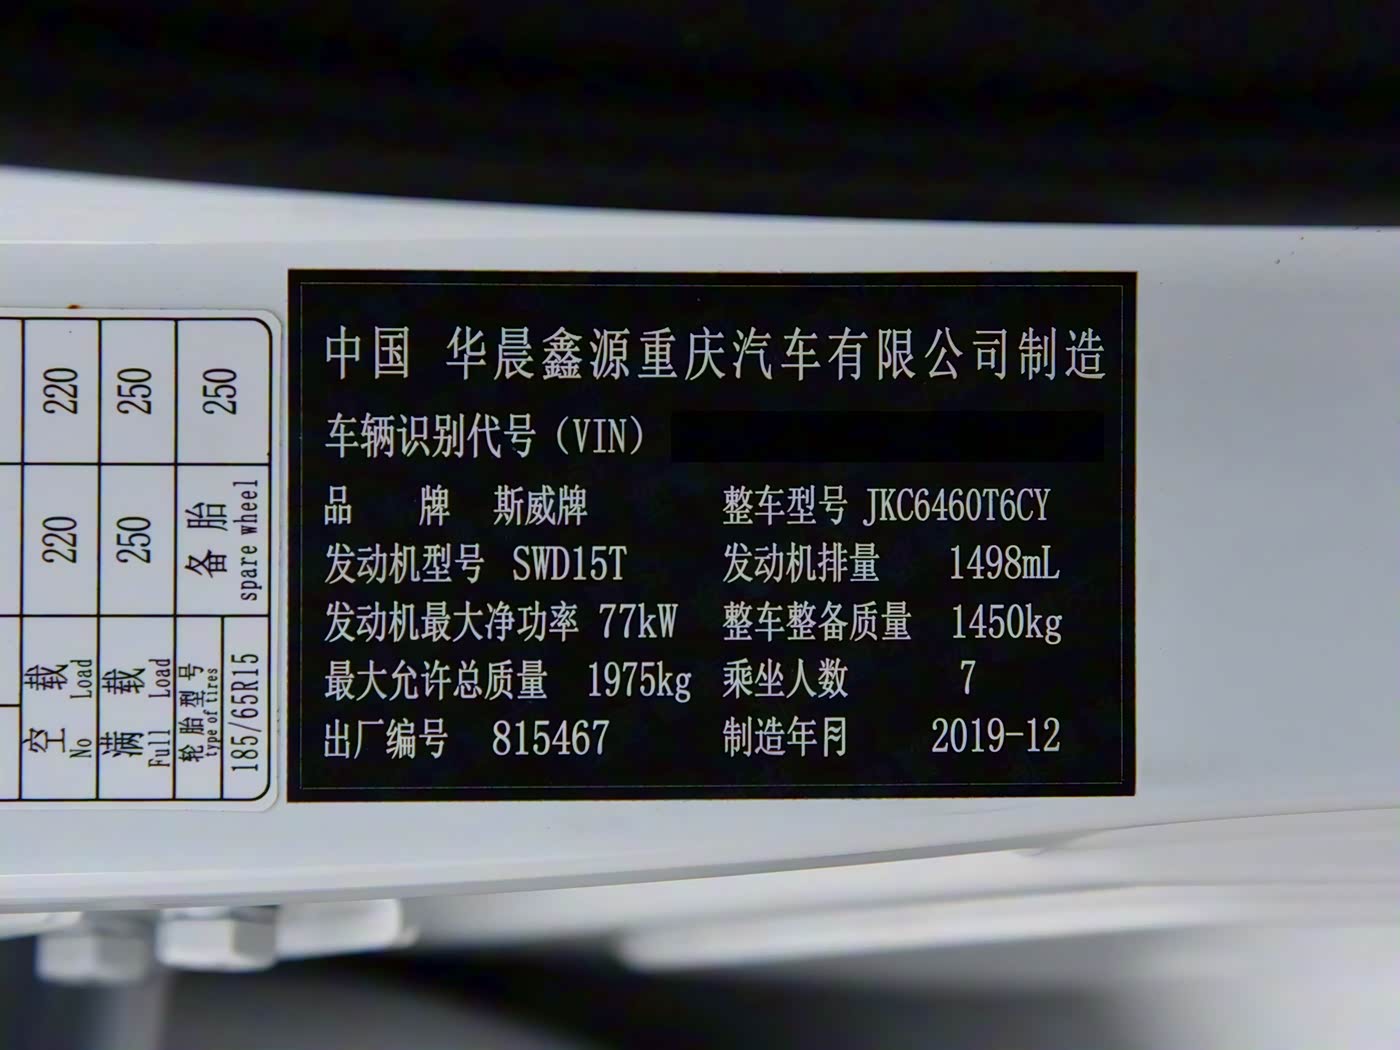 中国 华晨鑫源重庆汽车有限公司制造
车辆识别代号（VIN）
品 牌 斯威牌 整车型号 JKC6460T6CY
发动机型号 SWD15T 发动机排量 1498mL
发动机最大净功率 77kW 整车整备质量 1450kg
最大允许总质量 1975kg 乘坐人数 7
出厂编号 815467 制造年月 2019-12
空载 No Load 220 220
满载 Full Load 250 250
轮胎型号 type of tires 备胎 spare wheel 250
185/65R15